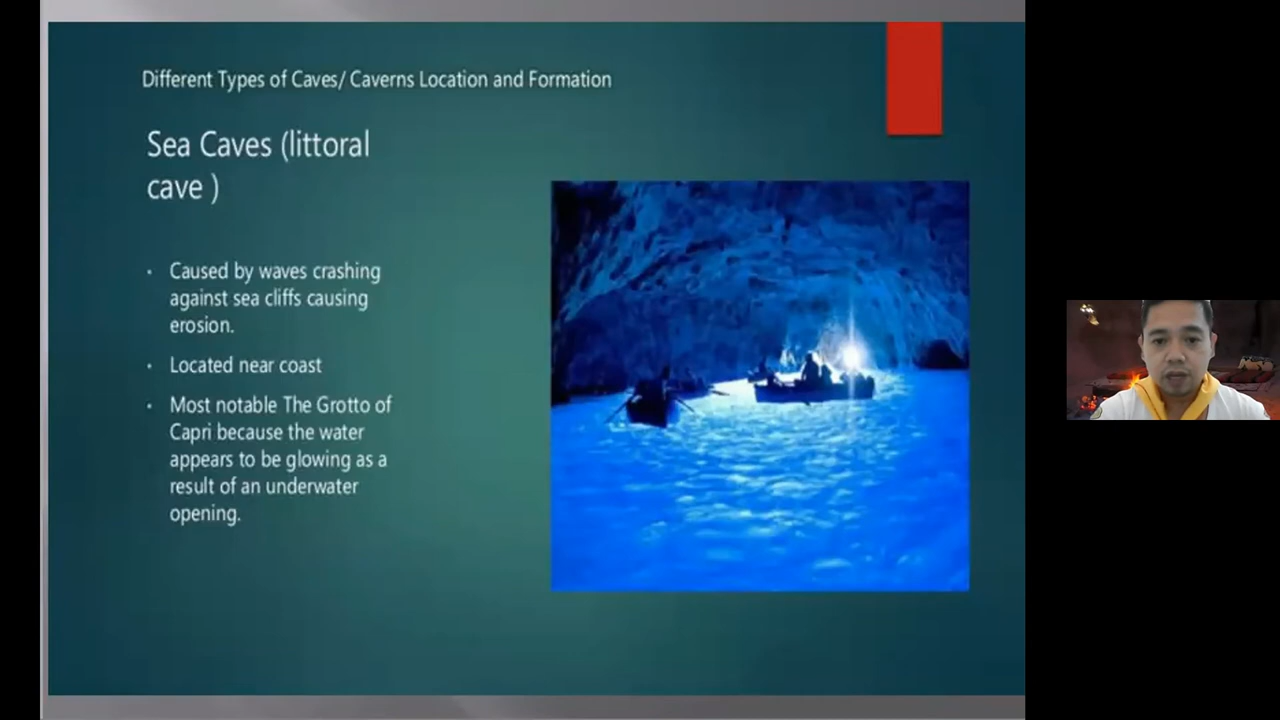 Different Types of Caves/ Caverns Location and Formation
Sea Caves (littoral
cave )
• Caused by waves crashing
against sea cliffs causing
erosion.
• Located near coast
• Most notable The Grotto of
Capri because the water
appears to be glowing as a
result of an underwater
opening.